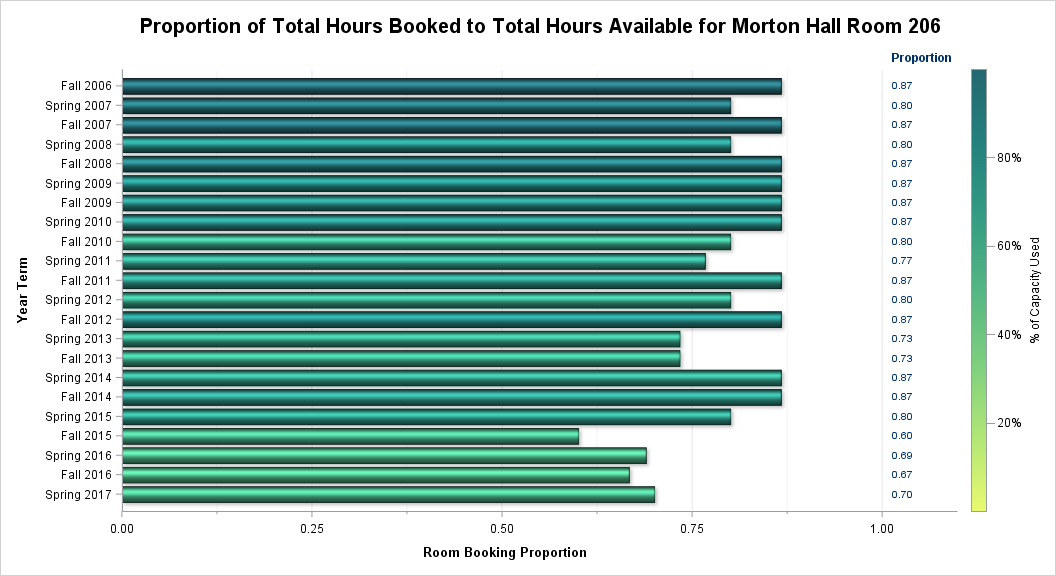 Proportion of Total Hours Booked to Total Hours Available for Morton Hall Room 206
Proportion
Fall 2006 0.87
Spring 2007 0.80
Fall 2007 0.87
Spring 2008 0.80
Fall 2008 0.87
Spring 2009 0.87
Fall 2009 0.87
Spring 2010 0.87
Fall 2010 0.80
Spring 2011 0.77
Fall 2011 0.87
Spring 2012 0.80
Fall 2012 0.87
Spring 2013 0.73
Fall 2013 0.73
Spring 2014 0.87
Fall 2014 0.87
Spring 2015 0.80
Fall 2015 0.60
Spring 2016 0.69
Fall 2016 0.67
Spring 2017 0.70
Year Term
0.00 0.25 0.50 0.75 1.00
Room Booking Proportion
80%
60%
40%
20%
% of Capacity Used